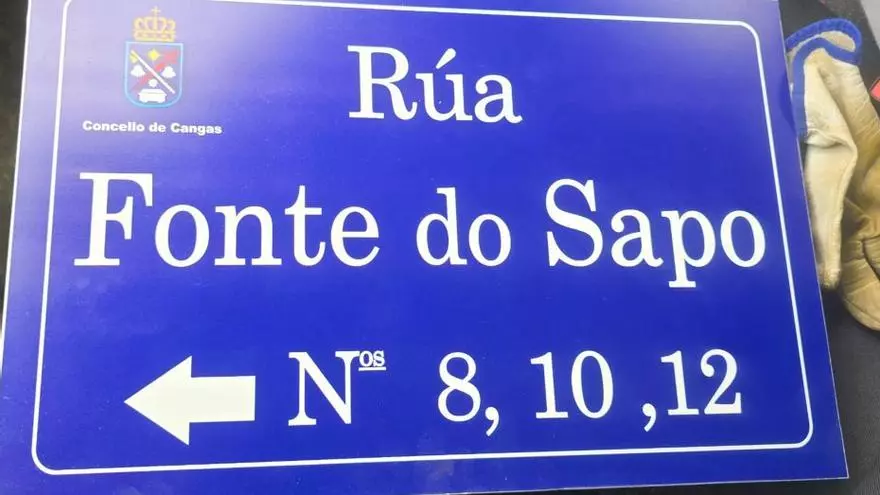 Rúa
Concello de Cangas
Fonte do Sapo
Nos 8, 10 ,12